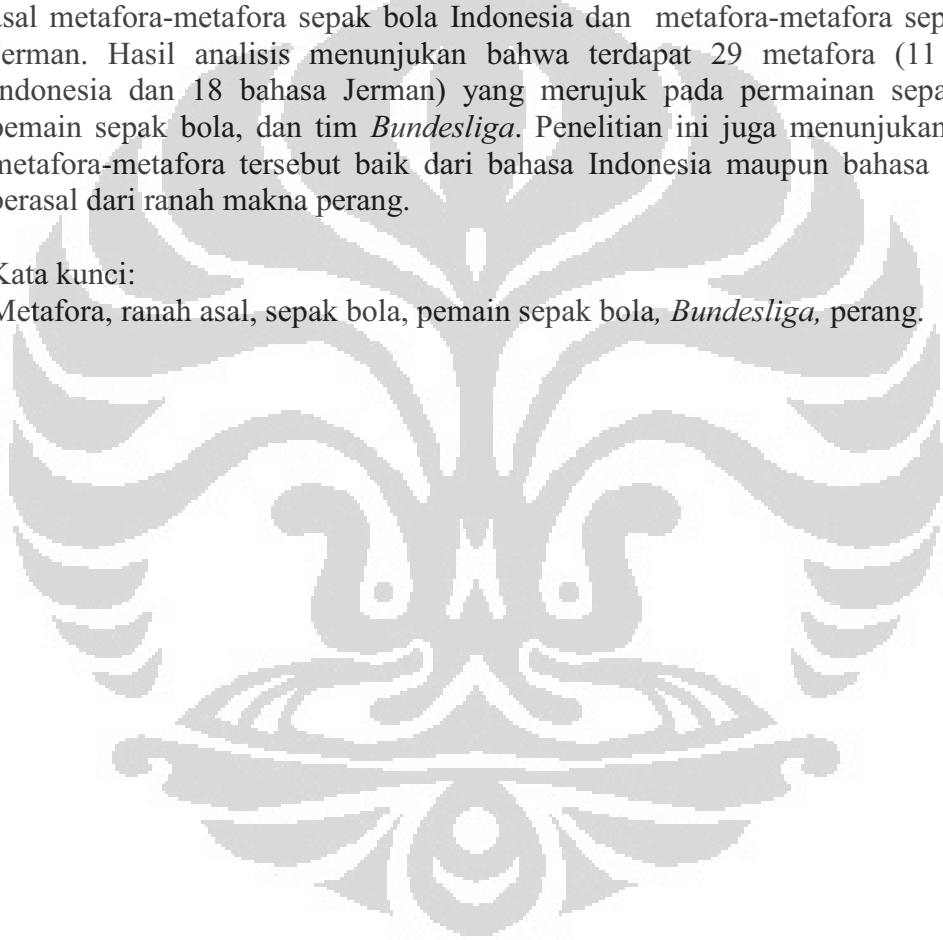 asal metafora-metafora sepak bola Indonesia dan metafora-metafora sep
Jerman. Hasil analisis menunjukan bahwa terdapat 29 metafora (11
Indonesia dan 18 bahasa Jerman) yang merujuk pada permainan sepa
pemain sepak bola, dan tim Bundesliga. Penelitian ini juga menunjukan
metafora-metafora tersebut baik dari bahasa Indonesia maupun bahasa
berasal dari ranah makna perang.
Kata kunci:
Metafora, ranah asal, sepak bola, pemain sepak bola, Bundesliga, perang.